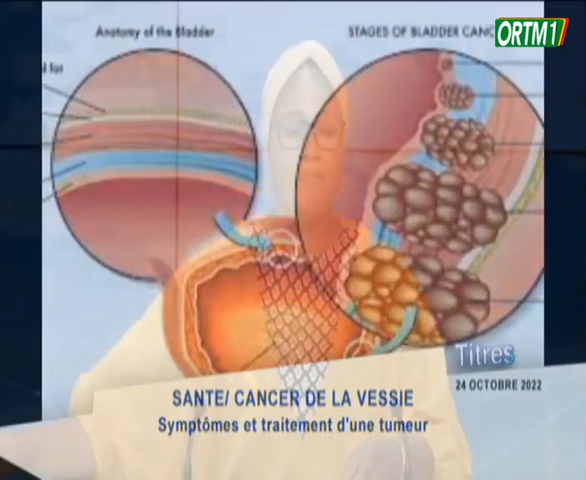 Anatomy of the Bladder
STAGES OF BLADDER CANC
ORTM1
Titres
24 OCTOBRE 2022
SANTE/ CANCER DE LA VESSIE
Symptômes et traitement d'une tumeur